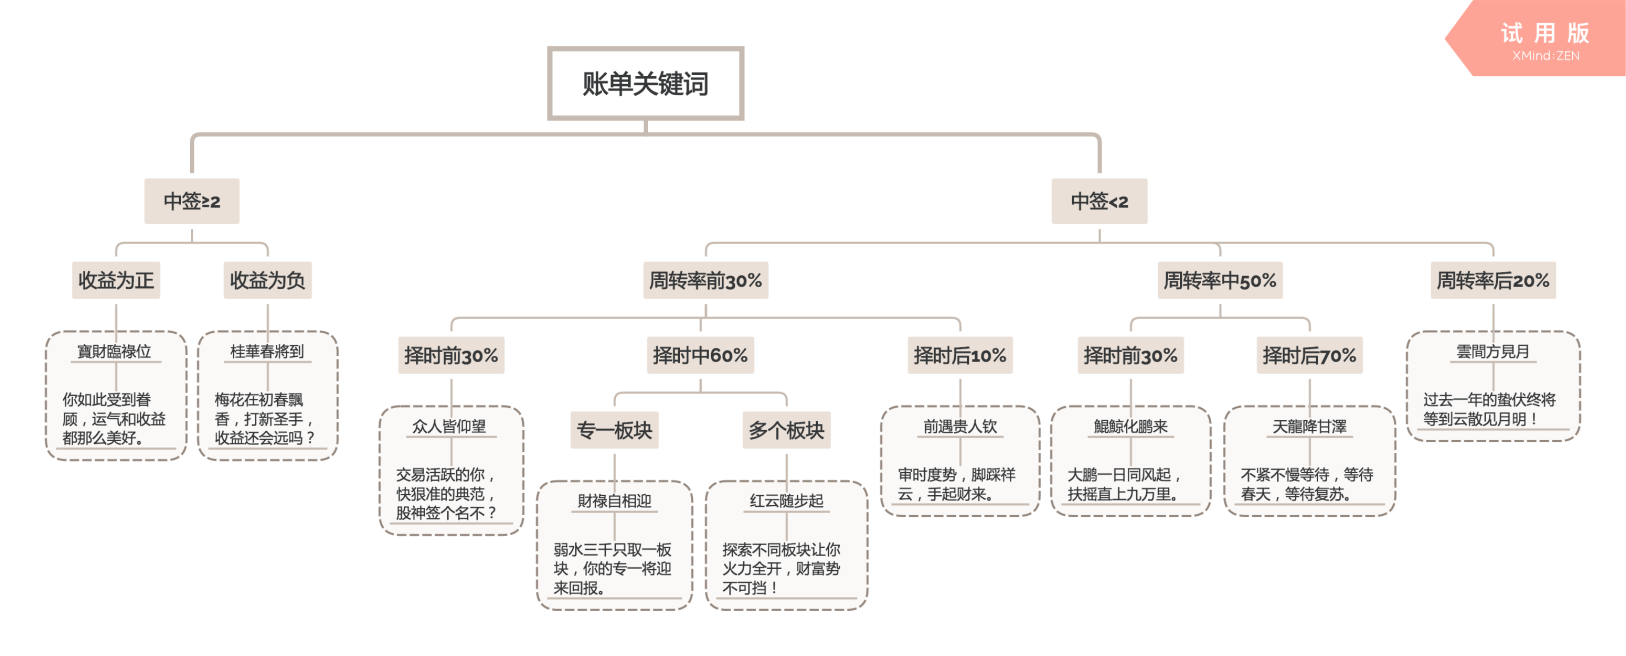 试用版
XMind:ZEN
账单关键词
中签≥2
中签<2
收益为正
收益为负
周转率前30%
周转率中50%
周转率后20%
寶財臨祿位
你如此受到眷
顾，运气和收益
都那么美好。
桂華春將到
梅花在初春飘
香，打新圣手，
收益还会远吗？
择时前30%
择时中60%
择时后10%
择时前30%
择时后70%
雲間方見月
过去一年的蛰伏终将
等到云散见月明！
众人皆仰望
交易活跃的你，
快狠准的典范，
股神签个名不？
专一板块
多个板块
財祿自相迎
弱水三千只取一板
块，你的专一将迎
来回报。
红云随步起
探索不同板块让你
火力全开，财富势
不可挡！
前遇贵人钦
审时度势，脚踩祥
云，手起财来。
鲲鲸化鹏来
大鹏一日同风起，
扶摇直上九万里。
天龍降甘澤
不紧不慢等待，等待
春天，等待复苏。